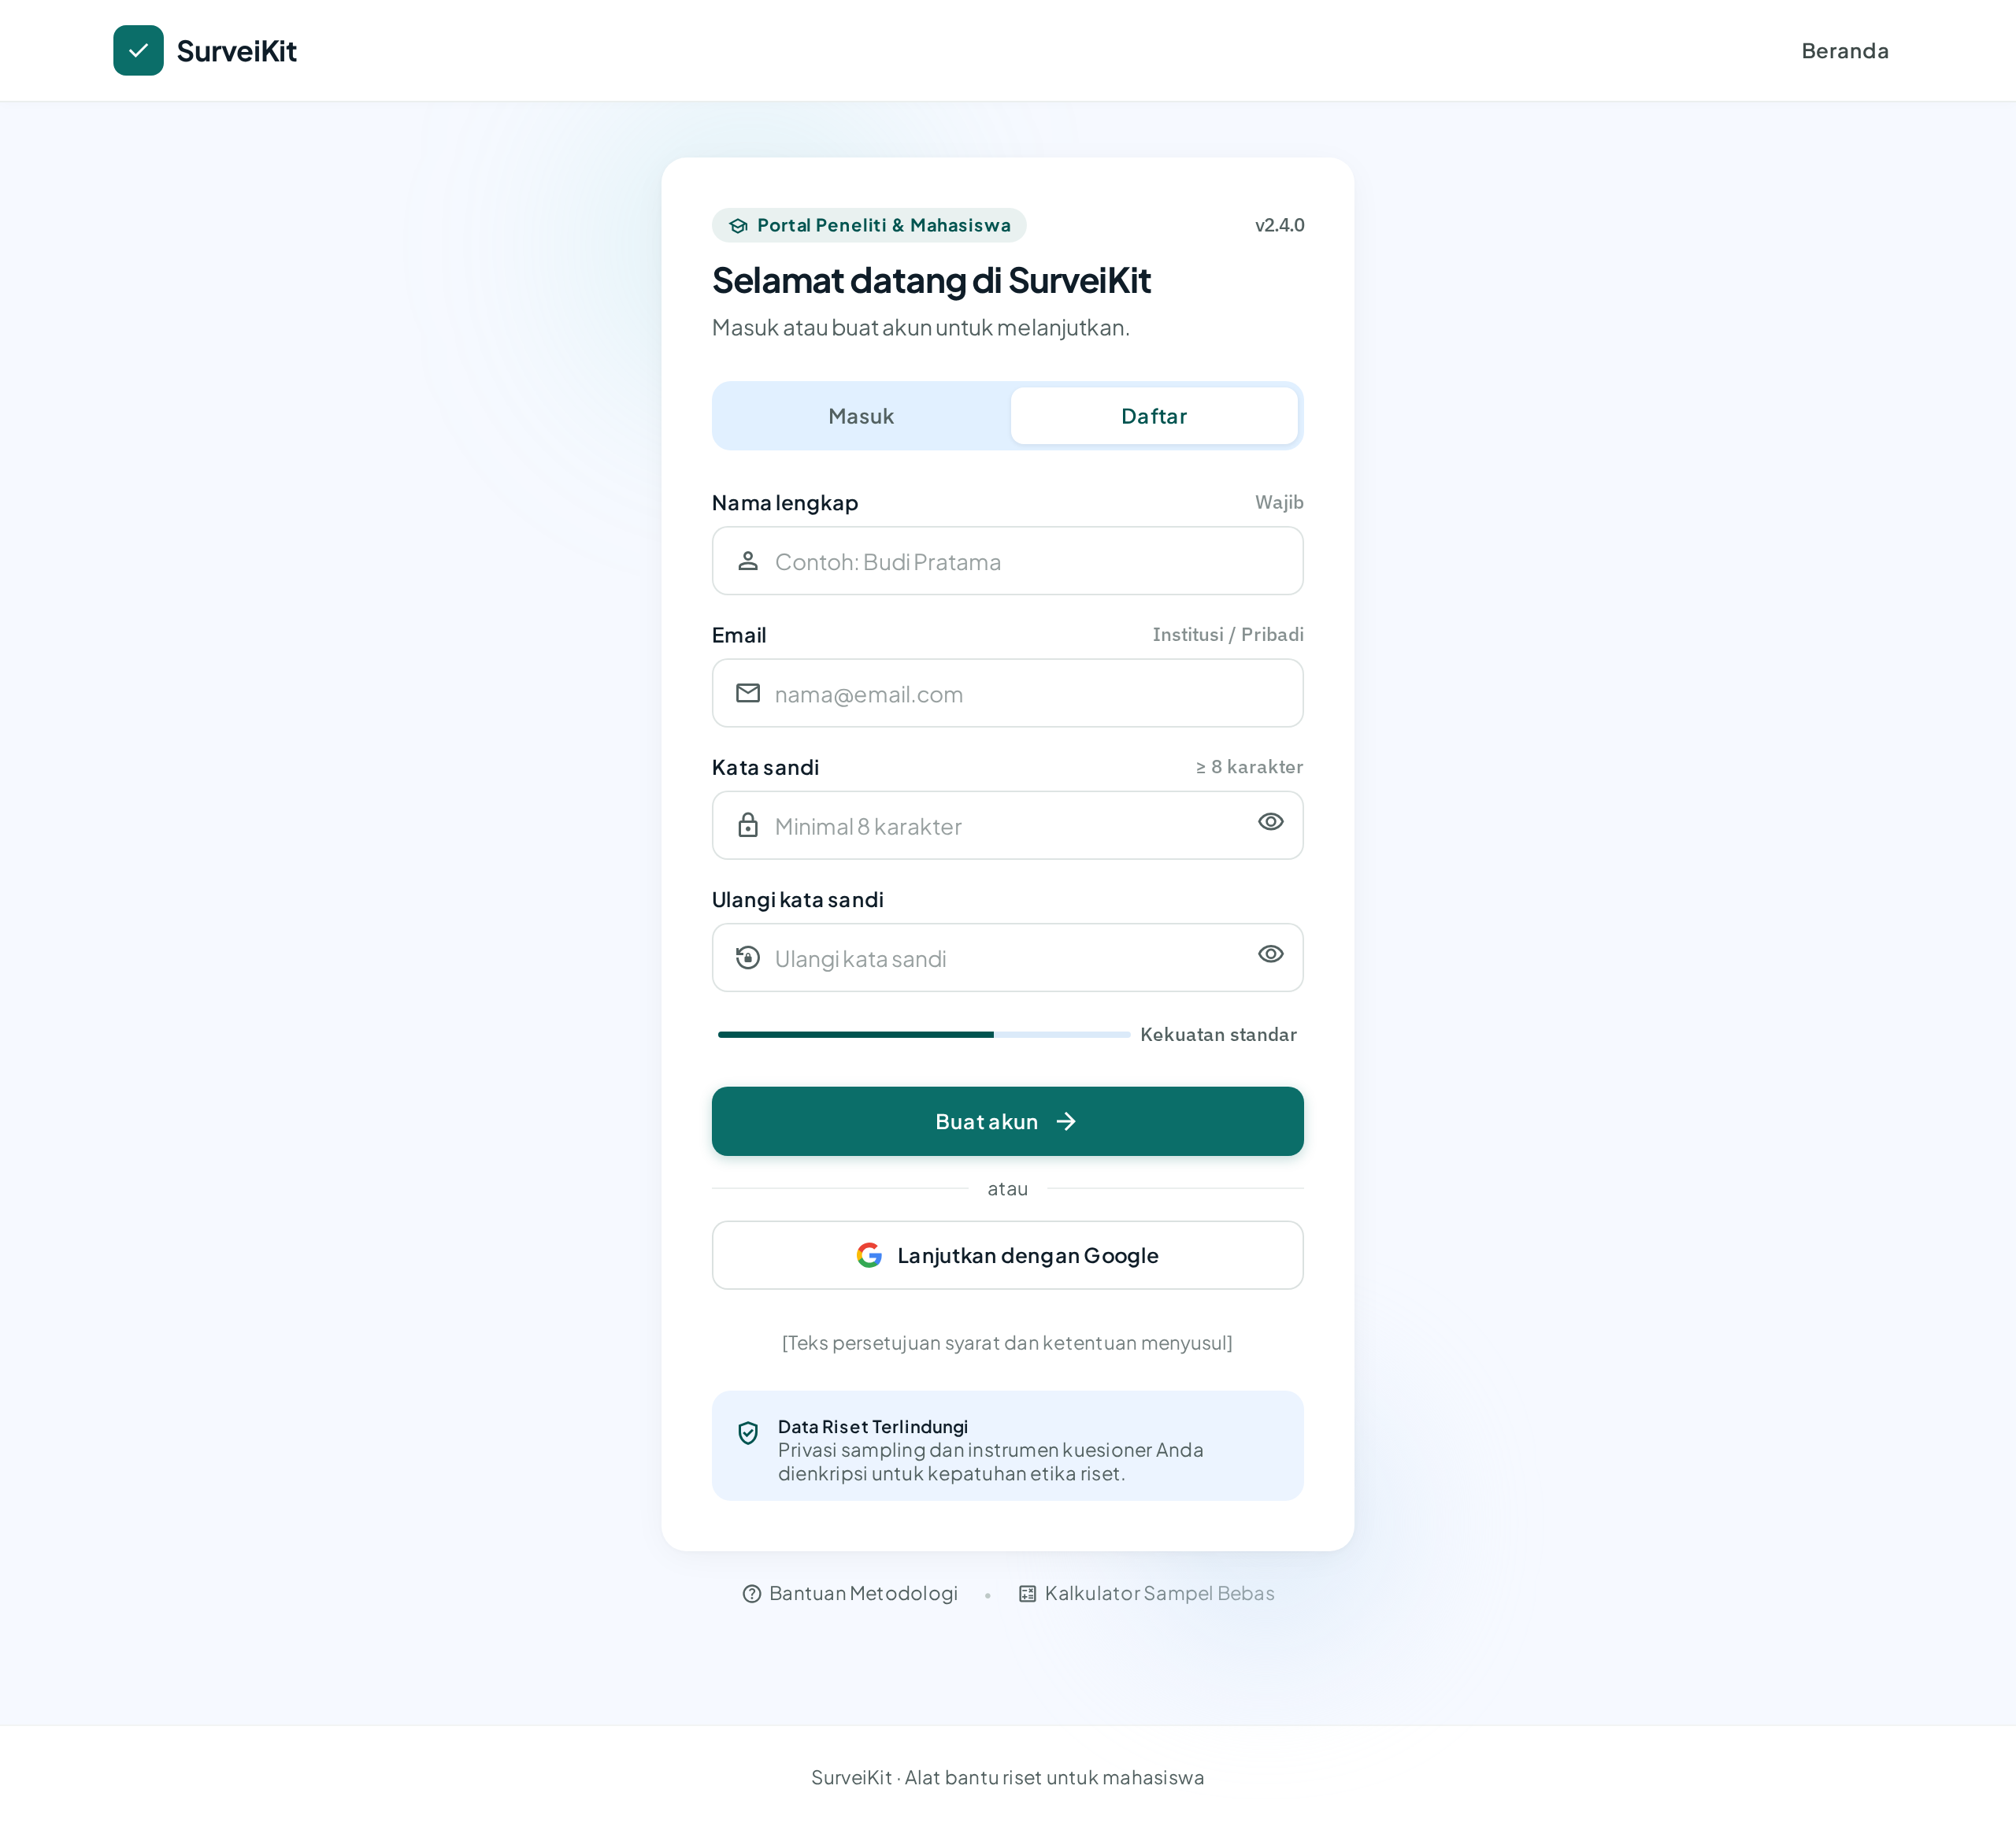 SurveiKit
Beranda
Portal Peneliti & Mahasiswa
v2.4.0
Selamat datang di SurveiKit
Masuk atau buat akun untuk melanjutkan.
Masuk
Daftar
Nama lengkap
Wajib
Contoh: Budi Pratama
Email
Institusi / Pribadi
nama@email.com
Kata sandi
≥ 8 karakter
Minimal 8 karakter
Ulangi kata sandi
Ulangi kata sandi
Kekuatan standar
Buat akun
atau
Lanjutkan dengan Google
[Teks persetujuan syarat dan ketentuan menyusul]
Data Riset Terlindungi
Privasi sampling dan instrumen kuesioner Anda
dienkripsi untuk kepatuhan etika riset.
Bantuan Metodologi
•
Kalkulator Sampel Bebas
SurveiKit · Alat bantu riset untuk mahasiswa